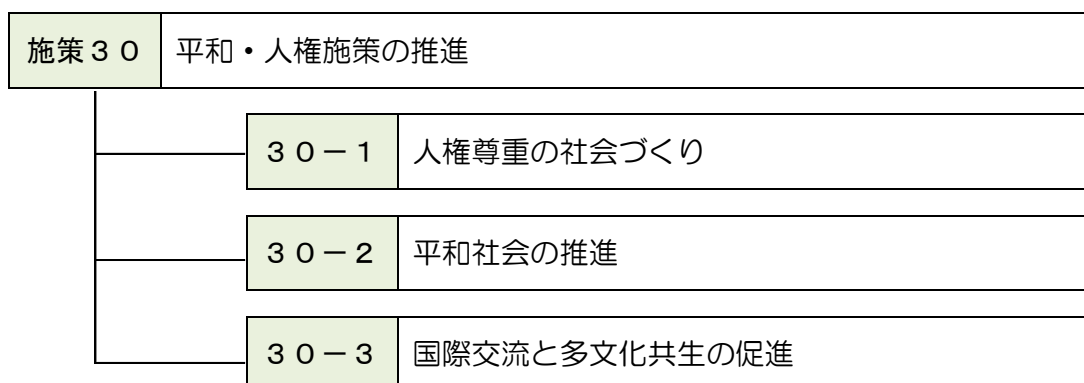 施策３０ 平和・人権施策の推進
３０－１ 人権尊重の社会づくり
３０－２ 平和社会の推進
３０－３ 国際交流と多文化共生の促進